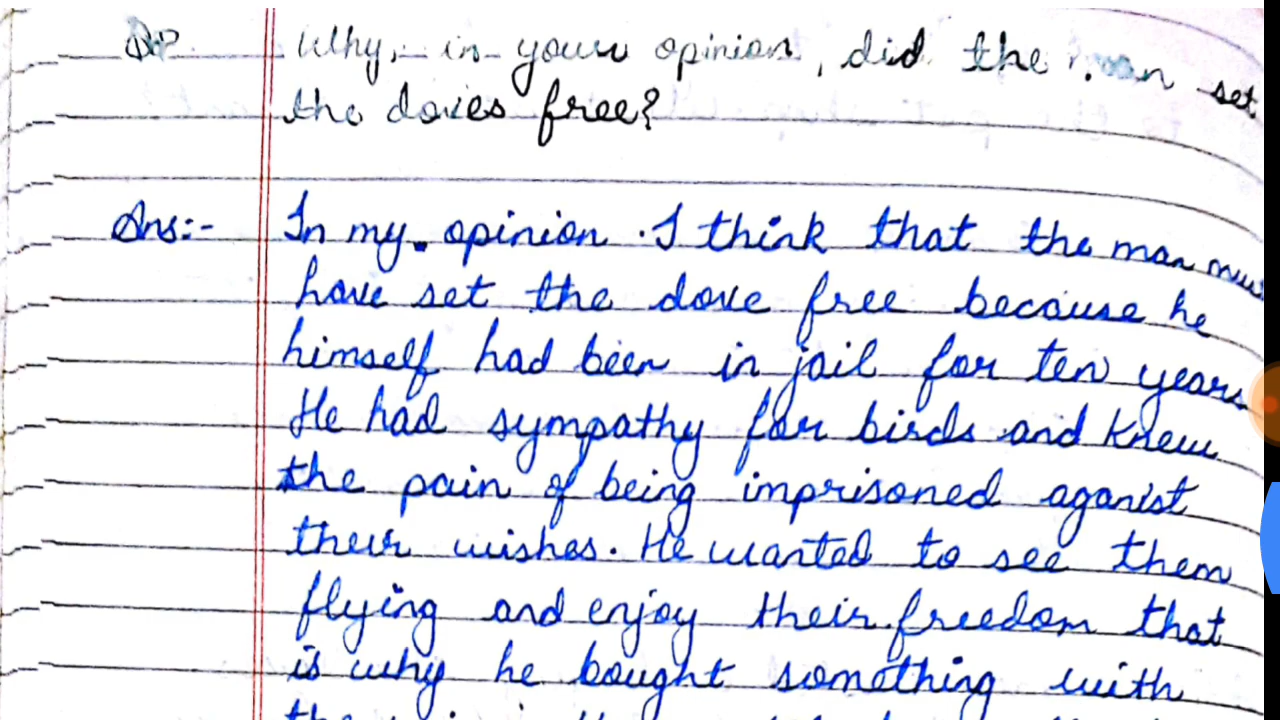 Why, in your opinion, did the set
the doves free?
Ans:- In my opinion . I think that the man
have set the dove free because he
himself had been in jail for ten years
He had sympathy for birds and knew
the pain of being imprisoned aganist
their wishes. He wanted to see them
flying and enjoy their freedom that
is why he bought something with
the